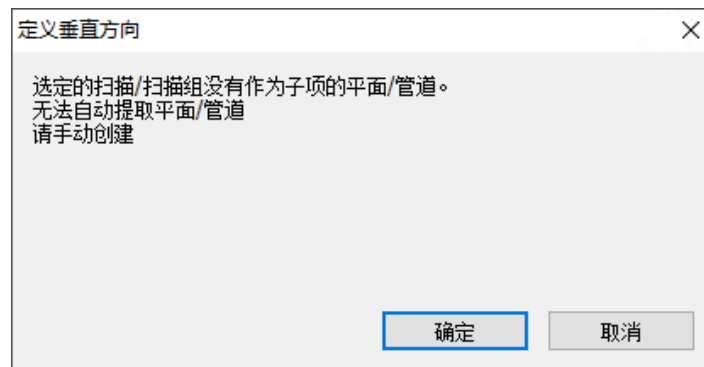 定义垂直方向
选定的扫描/扫描组没有作为子项的平面/管道。
无法自动提取平面/管道
请手动创建
确定
取消